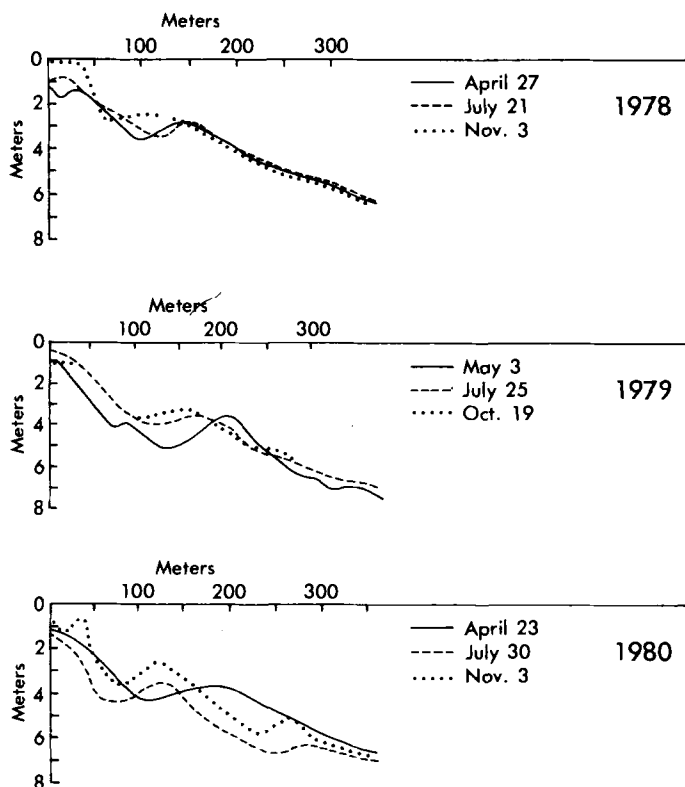 Meters
100 200 300
0
2
4
6
8
Meters
April 27
July 21
Nov. 3
1978
Meters
100 200 300
0
2
4
6
8
Meters
May 3
July 25
Oct. 19
1979
Meters
100 200 300
0
2
4
6
8
Meters
April 23
July 30
Nov. 3
1980